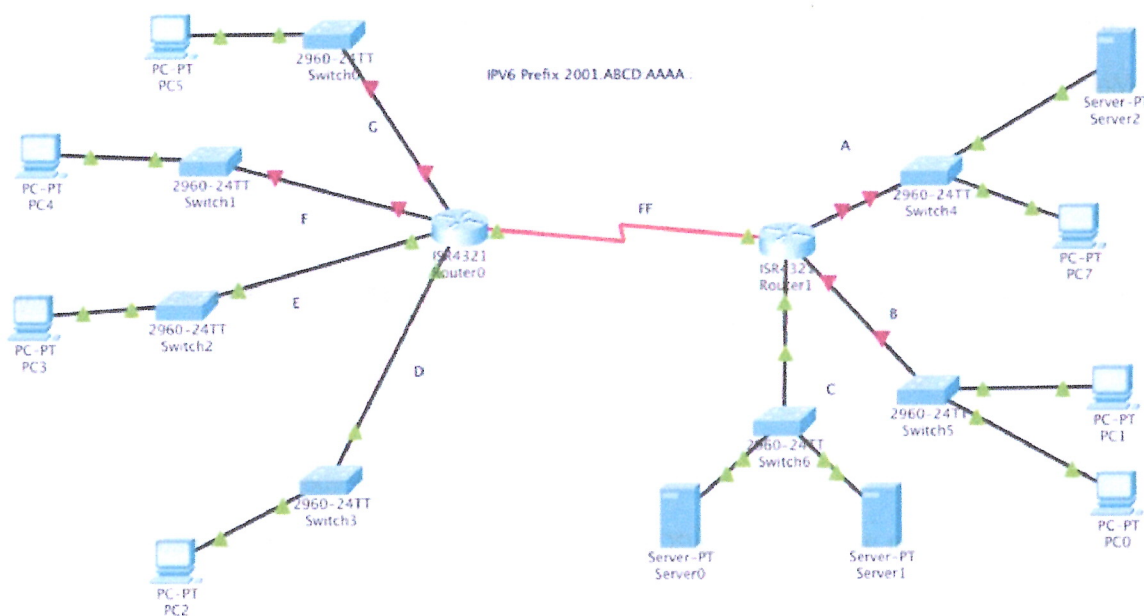 2960-24TT
Switch0
PC-PT
PC5
IPV6 Prefix 2001.ABCD.AAAA..
Server-PT
Server2
G
A
PC-PT
PC4
2960-24TT
Switch1
2960-24TT
Switch4
F
FF
ISR4321
Router0
ISR4321
Router1
PC-PT
PC7
E
B
PC-PT
PC3
2960-24TT
Switch2
D
C
2960-24TT
Switch5
PC-PT
PC1
2960-24TT
Switch6
2960-24TT
Switch3
PC-PT
PC0
Server-PT
Server0
Server-PT
Server1
PC-PT
PC2